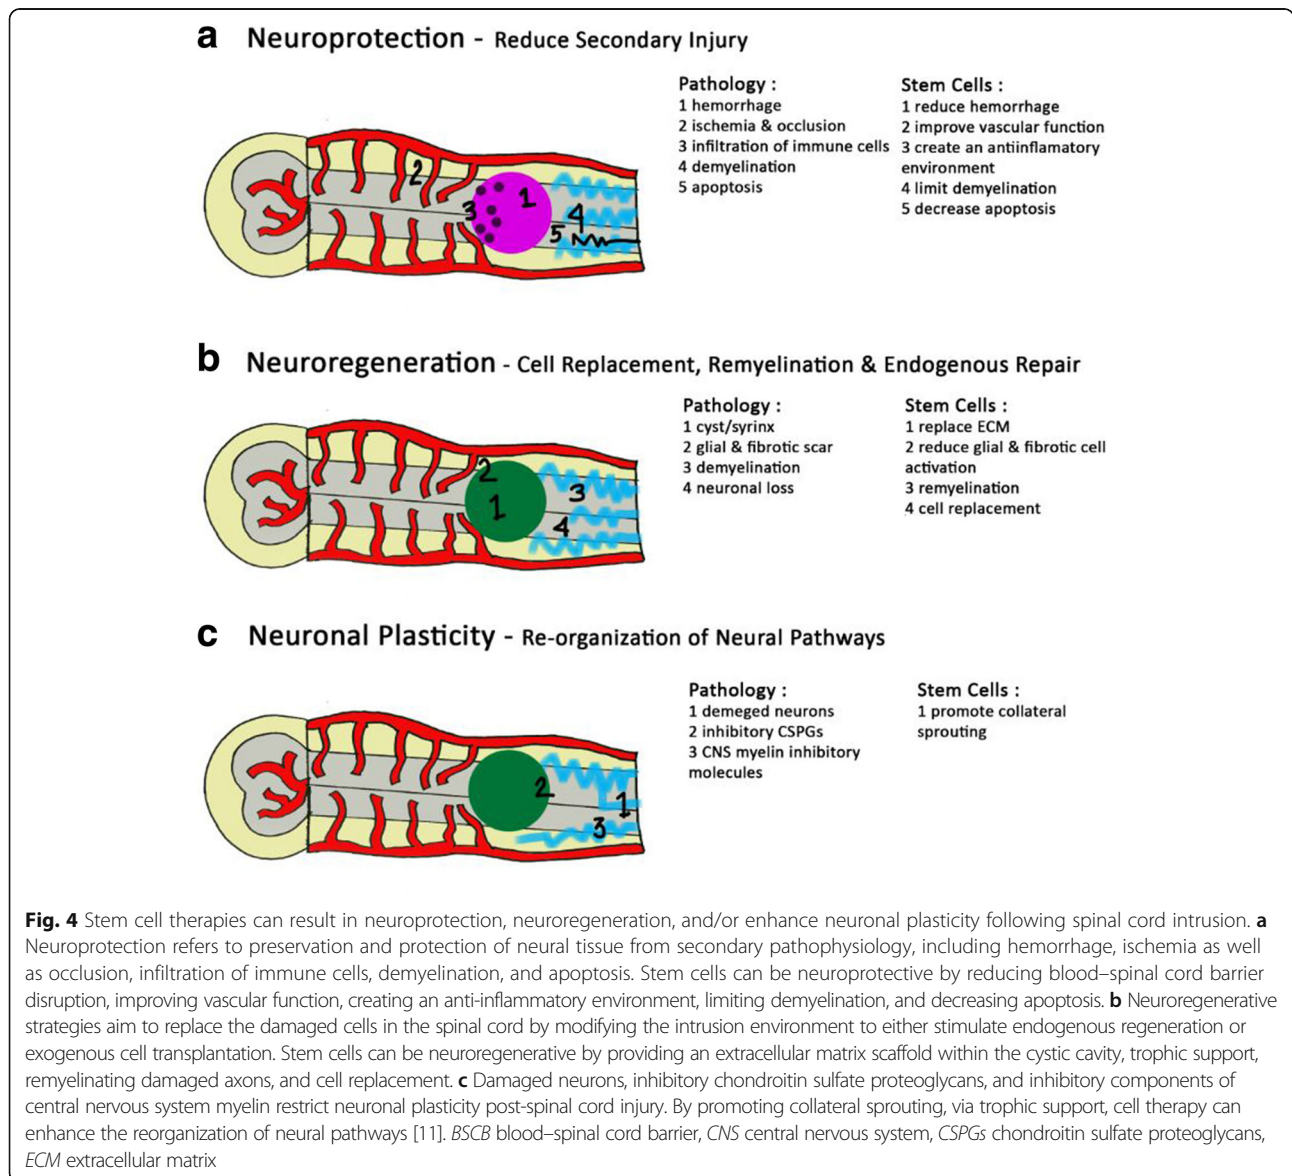 a Neuroprotection - Reduce Secondary Injury
Pathology :
1 hemorrhage
2 ischemia & occlusion
3 infiltration of immune cells
4 demyelination
5 apoptosis
Stem Cells :
1 reduce hemorrhage
2 improve vascular function
3 create an antiinflamatory
environment
4 limit demyelination
5 decrease apoptosis
2
3
1
4
5
b Neuroregeneration - Cell Replacement, Remyelination & Endogenous Repair
Pathology :
1 cyst/syrinx
2 glial & fibrotic scar
3 demyelination
4 neuronal loss
Stem Cells :
1 replace ECM
2 reduce glial & fibrotic cell
activation
3 remyelination
4 cell replacement
2
1
3
4
c Neuronal Plasticity - Re-organization of Neural Pathways
Pathology :
1 demeged neurons
2 inhibitory CSPGs
3 CNS myelin inhibitory
molecules
Stem Cells :
1 promote collateral
sprouting
2
1
3
Fig. 4 Stem cell therapies can result in neuroprotection, neuroregeneration, and/or enhance neuronal plasticity following spinal cord intrusion. a
Neuroprotection refers to preservation and protection of neural tissue from secondary pathophysiology, including hemorrhage, ischemia as well
as occlusion, infiltration of immune cells, demyelination, and apoptosis. Stem cells can be neuroprotective by reducing blood–spinal cord barrier
disruption, improving vascular function, creating an anti-inflammatory environment, limiting demyelination, and decreasing apoptosis. b Neuroregenerative
strategies aim to replace the damaged cells in the spinal cord by modifying the intrusion environment to either stimulate endogenous regeneration or
exogenous cell transplantation. Stem cells can be neuroregenerative by providing an extracellular matrix scaffold within the cystic cavity, trophic support,
remyelinating damaged axons, and cell replacement. c Damaged neurons, inhibitory chondroitin sulfate proteoglycans, and inhibitory components of
central nervous system myelin restrict neuronal plasticity post-spinal cord injury. By promoting collateral sprouting, via trophic support, cell therapy can
enhance the reorganization of neural pathways [11]. BSCB blood–spinal cord barrier, CNS central nervous system, CSPGs chondroitin sulfate proteoglycans,
ECM extracellular matrix